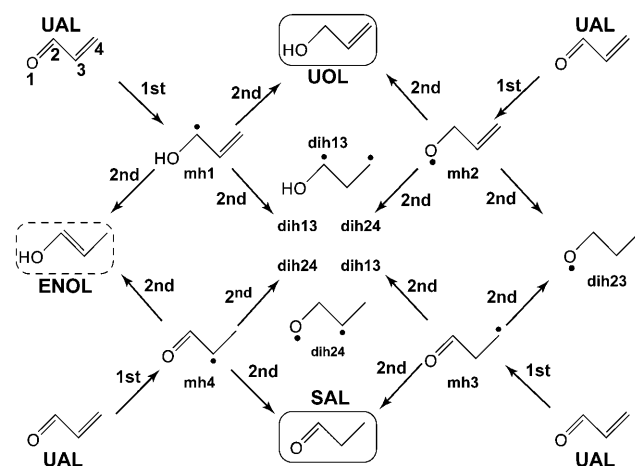 UAL
UAL
O
1
2
3
4
HO
UOL
O
1st
2nd
2nd
1st
HO
mh1
dih13
HO
O
mh2
2nd
2nd
2nd
2nd
dih13
dih24
HO
ENOL
dih24
dih13
O
dih23
2nd
2nd
2nd
2nd
O
mh4
O
dih24
O
mh3
1st
2nd
2nd
1st
SAL
O
UAL
O
O
UAL